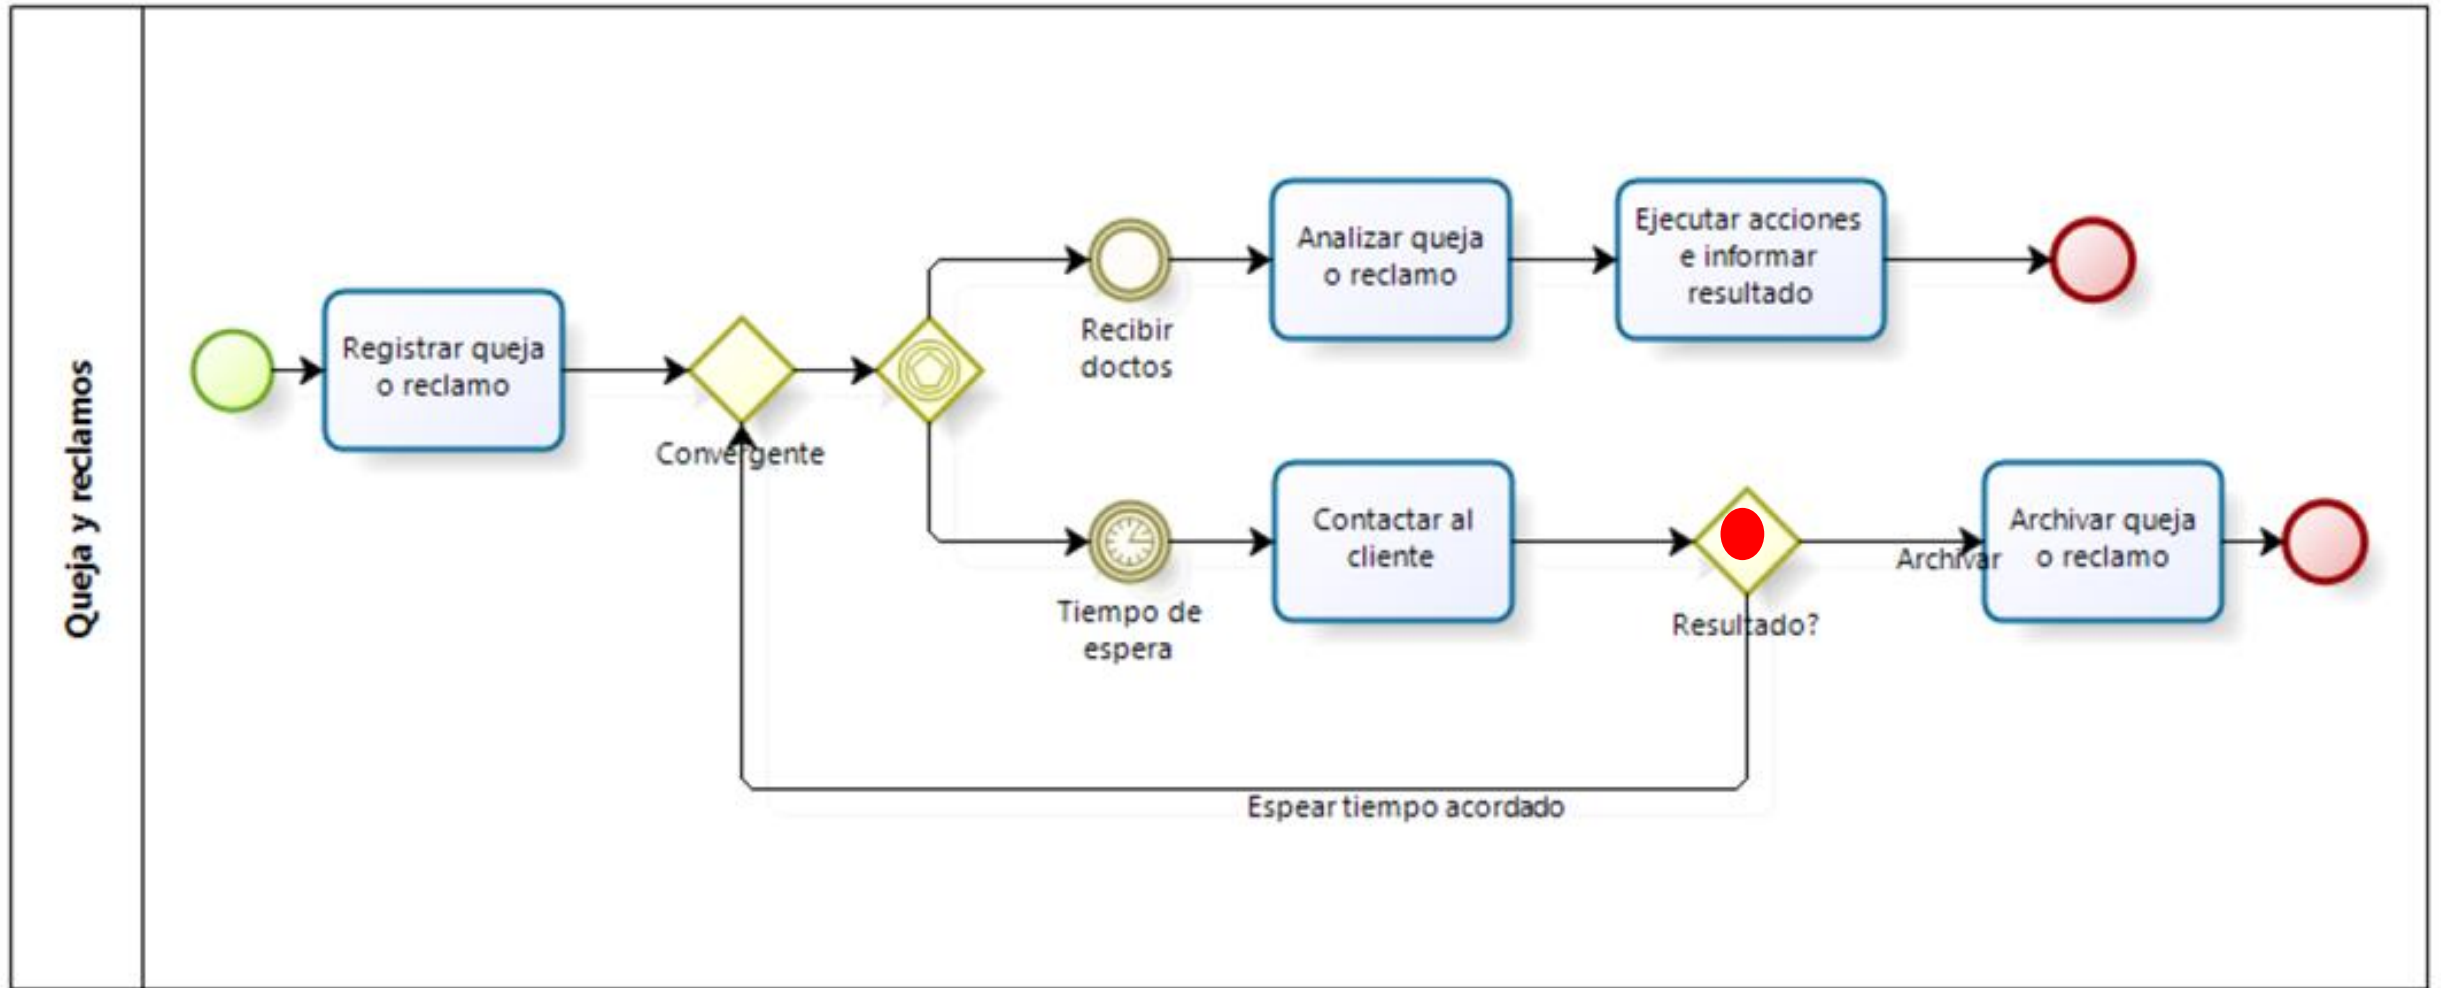 Queja y reclamos
Registrar queja
o reclamo
Convergente
Recibir
doctos
Analizar queja
o reclamo
Ejecutar acciones
e informar
resultado
Tiempo de
espera
Contactar al
cliente
Resultado?
Archivar
Archivar queja
o reclamo
Espear tiempo acordado